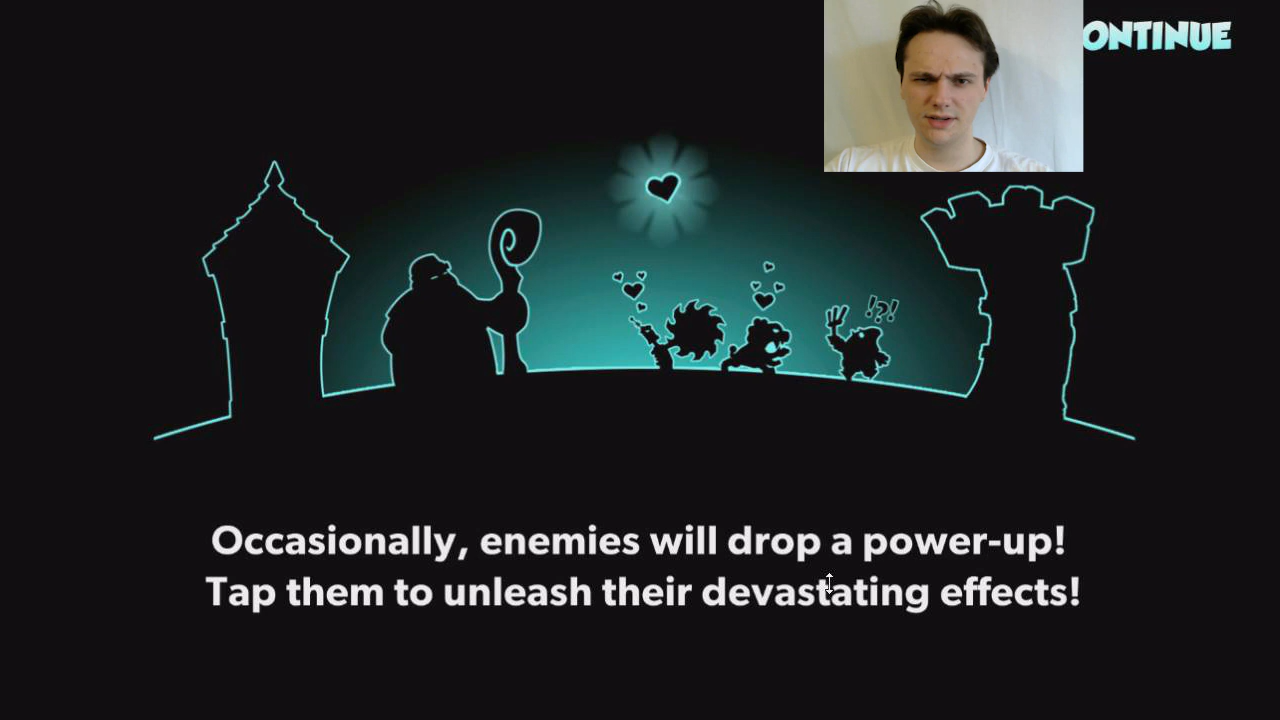 ONTINUE
!?!
Occasionally, enemies will drop a power-up!
Tap them to unleash their devastating effects!